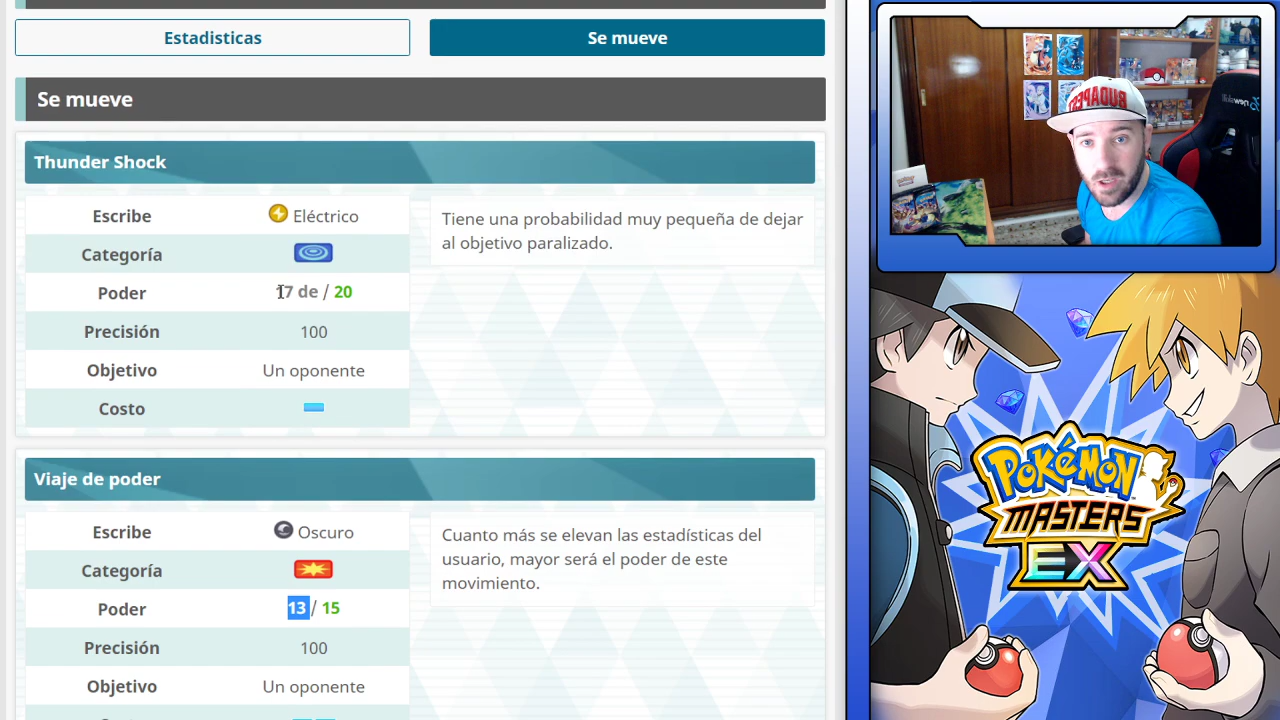 Estadisticas
Se mueve
Se mueve
Thunder Shock
Escribe Eléctrico
Categoría
Poder 17 de / 20
Precisión 100
Objetivo Un oponente
Costo
Tiene una probabilidad muy pequeña de dejar
al objetivo paralizado.
Viaje de poder
Escribe Oscuro
Categoría
Poder 13 / 15
Precisión 100
Objetivo Un oponente
Cuanto más se elevan las estadísticas del
usuario, mayor será el poder de este
movimiento.
BUDAPEST
POKéMON
MASTERS
EX